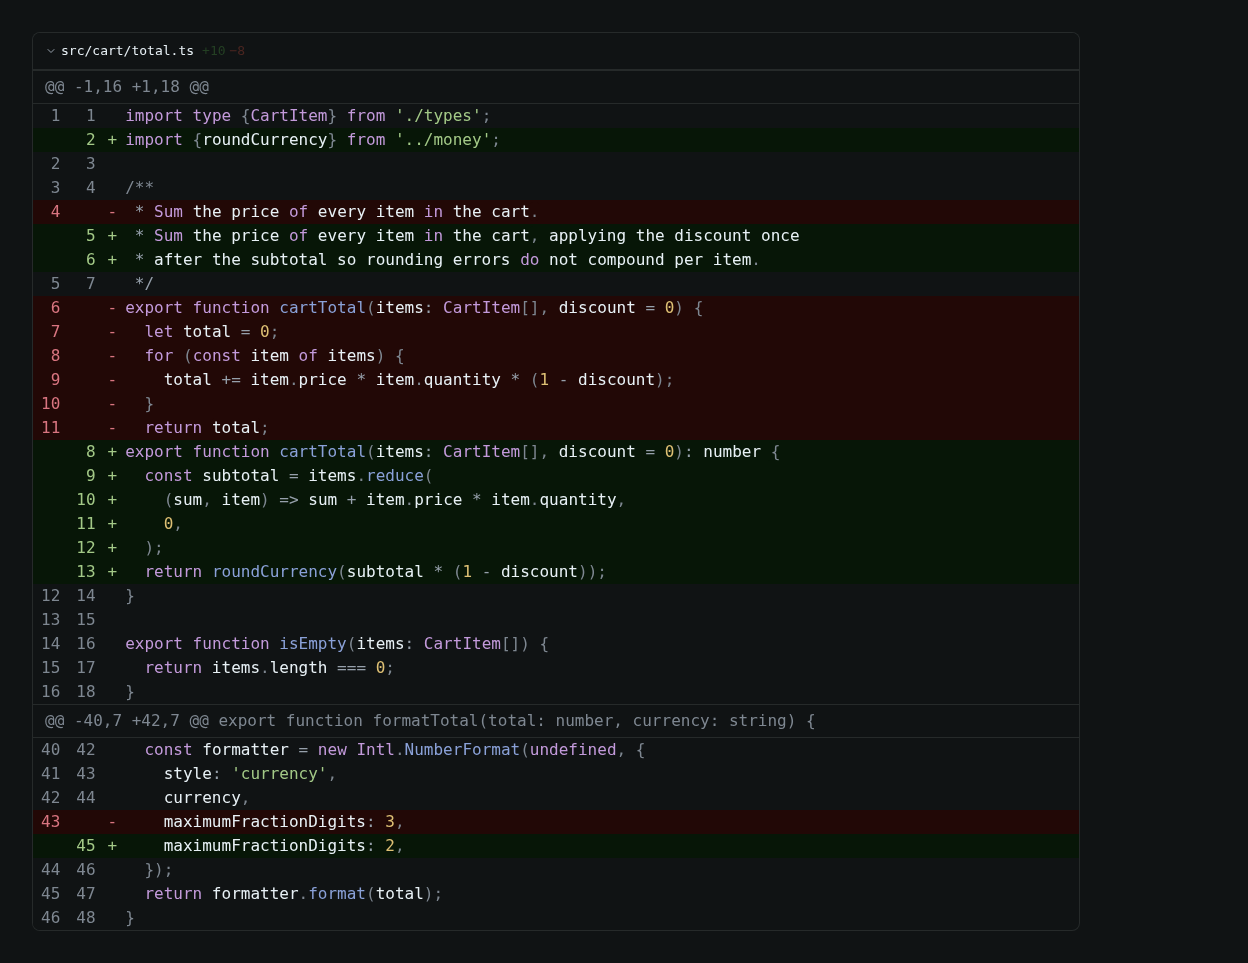 src/cart/total.ts +10 −8
@@ -1,16 +1,18 @@
1 1 import type {CartItem} from './types';
2 + import {roundCurrency} from '../money';
2 3
3 4 /**
4 - * Sum the price of every item in the cart.
5 + * Sum the price of every item in the cart, applying the discount once
6 + * after the subtotal so rounding errors do not compound per item.
5 7 */
6 - export function cartTotal(items: CartItem[], discount = 0) {
7 - let total = 0;
8 - for (const item of items) {
9 - total += item.price * item.quantity * (1 - discount);
10 - }
11 - return total;
8 + export function cartTotal(items: CartItem[], discount = 0): number {
9 + const subtotal = items.reduce(
10 + (sum, item) => sum + item.price * item.quantity,
11 + 0,
12 + );
13 + return roundCurrency(subtotal * (1 - discount));
12 14 }
13 15
14 16 export function isEmpty(items: CartItem[]) {
15 17 return items.length === 0;
16 18 }
@@ -40,7 +42,7 @@ export function formatTotal(total: number, currency: string) {
40 42 const formatter = new Intl.NumberFormat(undefined, {
41 43 style: 'currency',
42 44 currency,
43 - maximumFractionDigits: 3,
45 + maximumFractionDigits: 2,
44 46 });
45 47 return formatter.format(total);
46 48 }